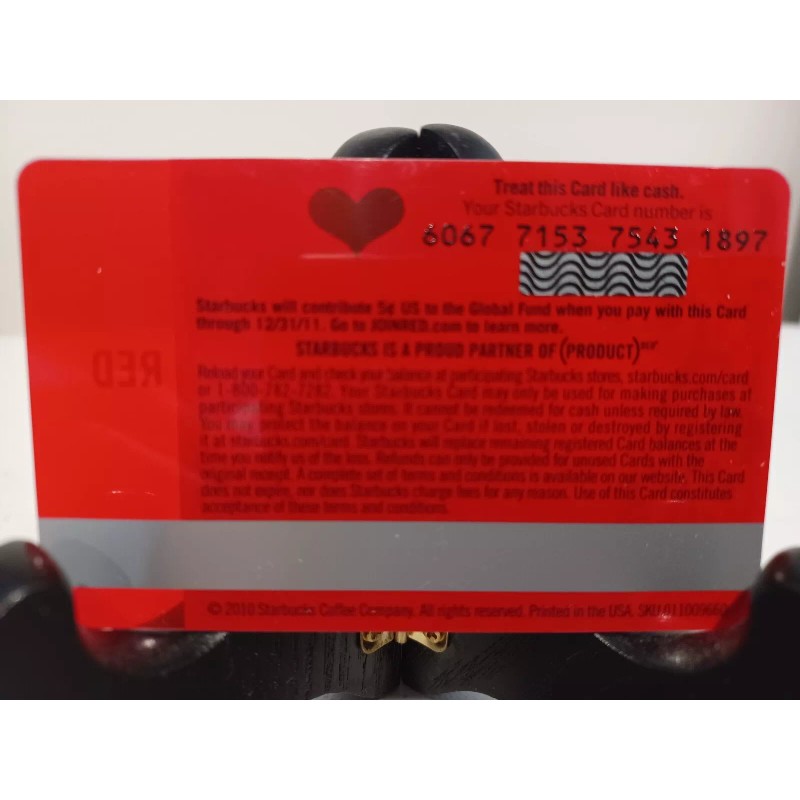 Treat this Card like cash.
Your Starbucks Card number is
6067 7153 7543 1897
Starbucks will contribute 5¢ US to the Global Fund when you pay with this Card
through 12/31/11. Go to JOINRED.com to learn more.
STARBUCKS IS A PROUD PARTNER OF (PRODUCT)RED
RED
Reload your Card and check your balance at participating Starbucks stores, starbucks.com/card
or 1-800-782-7282. Your Starbucks Card may only be used for making purchases at
participating Starbucks stores. It cannot be redeemed for cash unless required by law.
You may protect the balance on your Card if lost, stolen or destroyed by registering
it at starbucks.com/card. Starbucks will replace remaining registered Card balances at the
time you notify us of the loss. Refunds can only be provided for unused Cards with the
original receipt. A complete set of terms and conditions is available on our website. This Card
does not expire, nor does Starbucks charge fees for any reason. Use of this Card constitutes
acceptance of these terms and conditions.
© 2010 Starbucks Coffee Company. All rights reserved. Printed in the USA. SKU